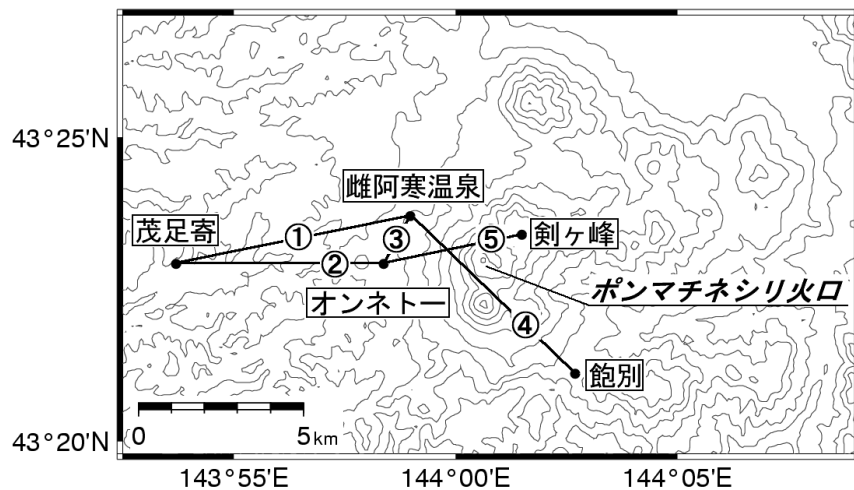 43°25'N
雌阿寒温泉
茂足寄
①
③
⑤
剣ヶ峰
②
オンネトー
ポンマチネシリ火口
④
飽別
0
5km
43°20'N
143°55'E
144°00'E
144°05'E